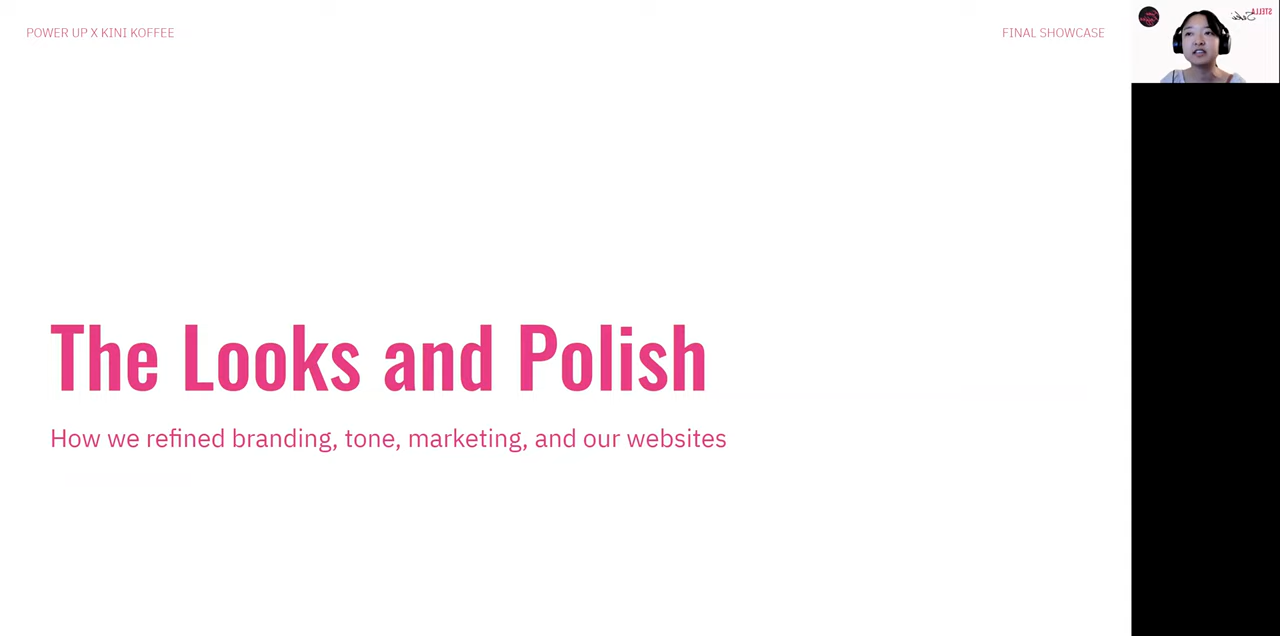 POWER UP X KINI KOFFEE
FINAL SHOWCASE
STELLA
The Looks and Polish
How we refined branding, tone, marketing, and our websites